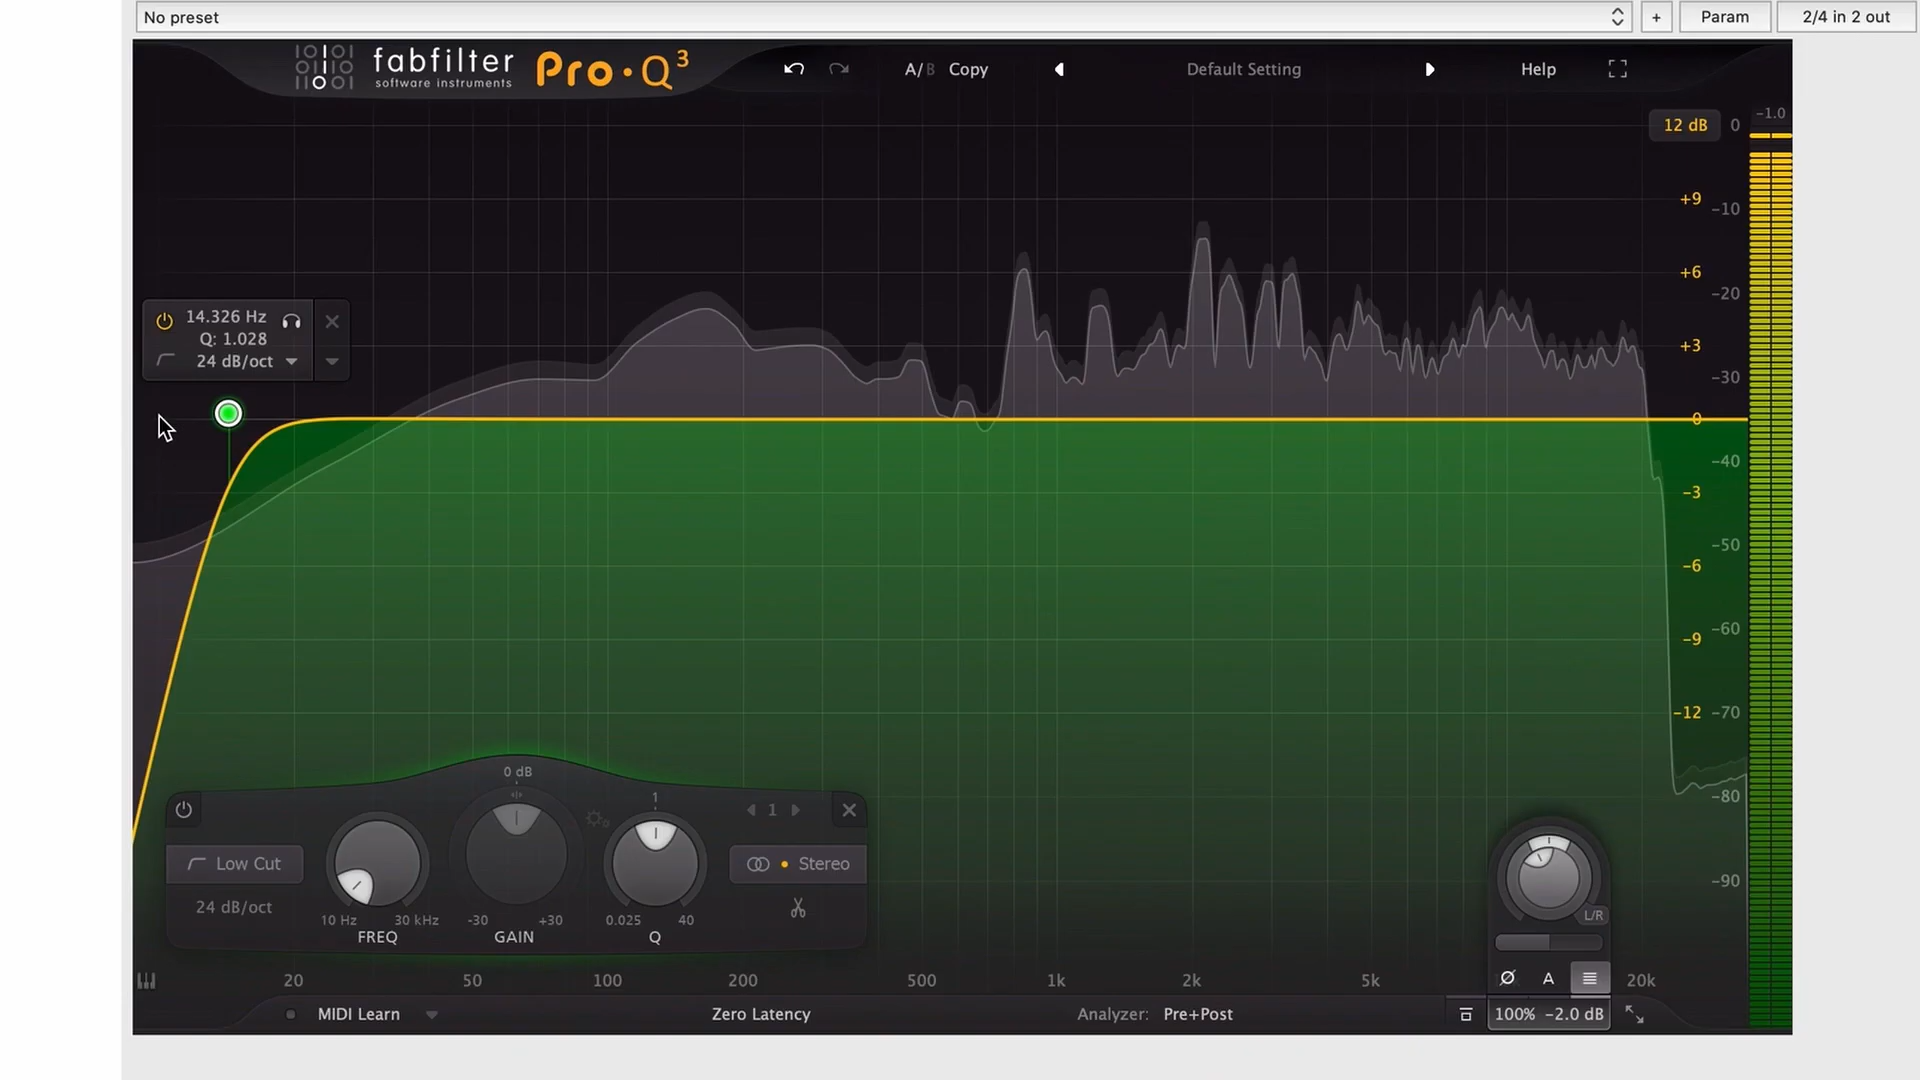 No preset
+
Param
2/4 in 2 out
fabfilter
software instruments
Pro·Q3
A/B Copy
Default Setting
Help
12 dB
0
-1.0
+9
-10
+6
-20
14.326 Hz
Q: 1.028
24 dB/oct
+3
-30
0
-40
-3
-50
-6
-60
-9
-12 -70
0 dB
1
1
-80
Low Cut
Stereo
24 dB/oct
10 Hz 30 kHz
-30 +30
0.025 40
FREQ
GAIN
Q
-90
L/R
A
20 50 100 200 500 1k 2k 5k 20k
MIDI Learn
Zero Latency
Analyzer: Pre+Post
100% -2.0 dB